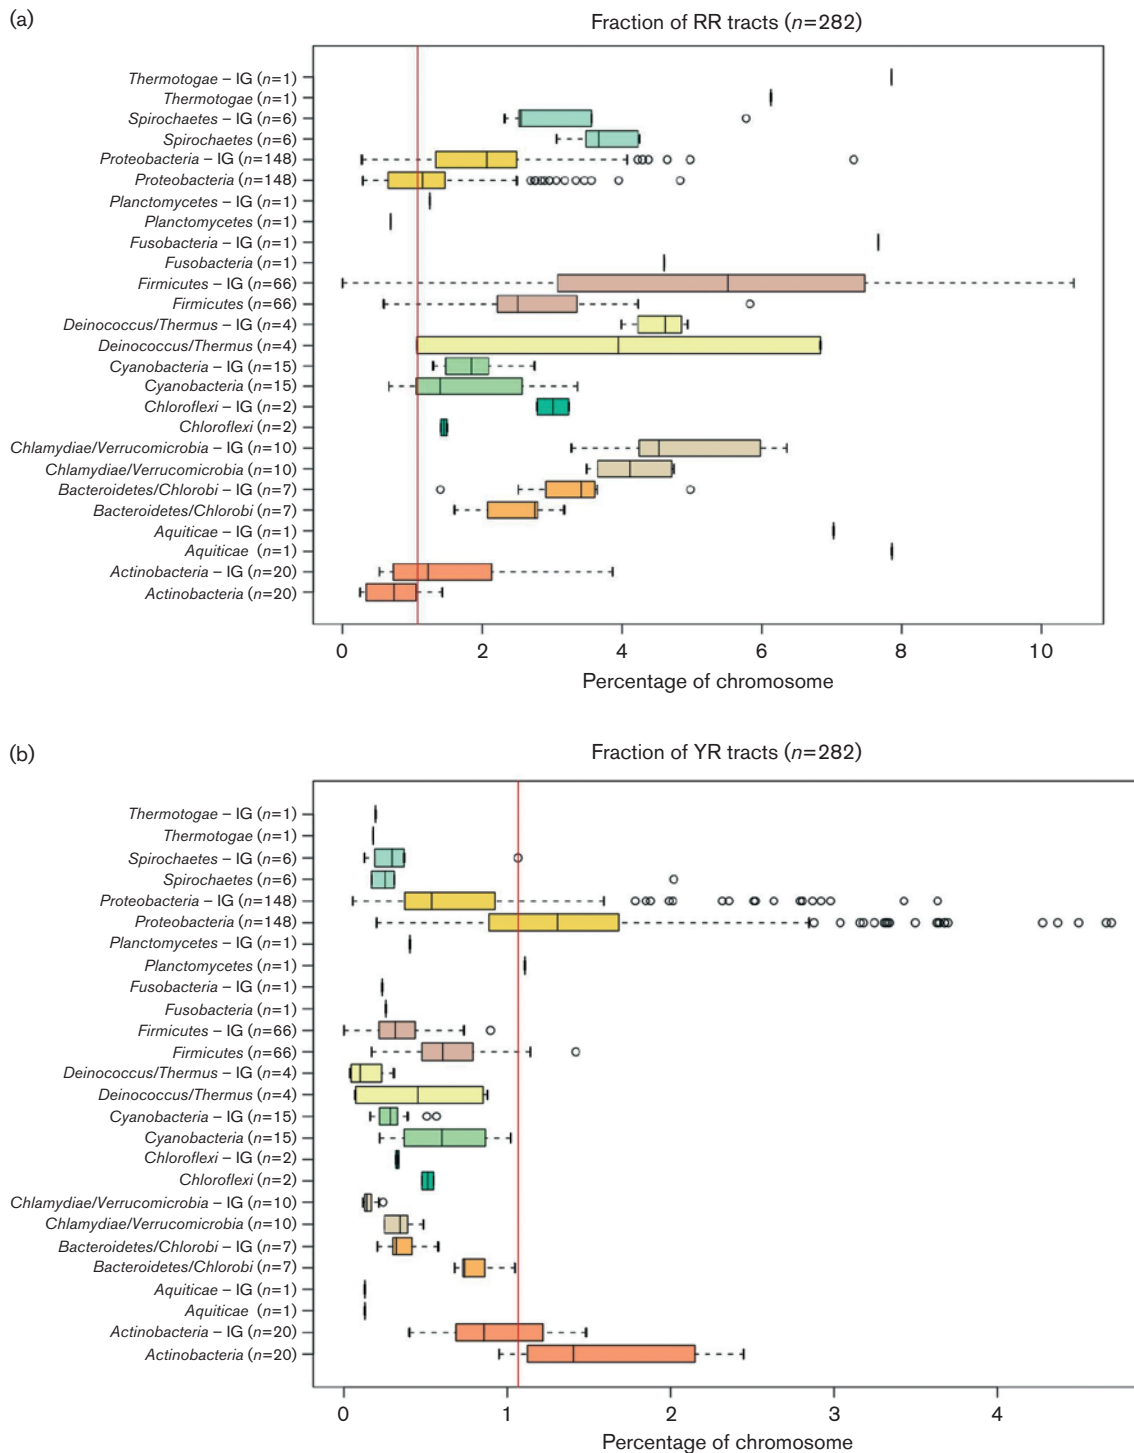 (a)
Fraction of RR tracts (n=282)
Thermotogae – IG (n=1)
Thermotogae (n=1)
Spirochaetes – IG (n=6)
Spirochaetes (n=6)
Proteobacteria – IG (n=148)
Proteobacteria (n=148)
Planctomycetes – IG (n=1)
Planctomycetes (n=1)
Fusobacteria – IG (n=1)
Fusobacteria (n=1)
Firmicutes – IG (n=66)
Firmicutes (n=66)
Deinococcus/Thermus – IG (n=4)
Deinococcus/Thermus (n=4)
Cyanobacteria – IG (n=15)
Cyanobacteria (n=15)
Chloroflexi – IG (n=2)
Chloroflexi (n=2)
Chlamydiae/Verrucomicrobia – IG (n=10)
Chlamydiae/Verrucomicrobia (n=10)
Bacteroidetes/Chlorobi – IG (n=7)
Bacteroidetes/Chlorobi (n=7)
Aquiticae – IG (n=1)
Aquiticae (n=1)
Actinobacteria – IG (n=20)
Actinobacteria (n=20)
0 2 4 6 8 10
Percentage of chromosome
(b)
Fraction of YR tracts (n=282)
Thermotogae – IG (n=1)
Thermotogae (n=1)
Spirochaetes – IG (n=6)
Spirochaetes (n=6)
Proteobacteria – IG (n=148)
Proteobacteria (n=148)
Planctomycetes – IG (n=1)
Planctomycetes (n=1)
Fusobacteria – IG (n=1)
Fusobacteria (n=1)
Firmicutes – IG (n=66)
Firmicutes (n=66)
Deinococcus/Thermus – IG (n=4)
Deinococcus/Thermus (n=4)
Cyanobacteria – IG (n=15)
Cyanobacteria (n=15)
Chloroflexi – IG (n=2)
Chloroflexi (n=2)
Chlamydiae/Verrucomicrobia – IG (n=10)
Chlamydiae/Verrucomicrobia (n=10)
Bacteroidetes/Chlorobi – IG (n=7)
Bacteroidetes/Chlorobi (n=7)
Aquiticae – IG (n=1)
Aquiticae (n=1)
Actinobacteria – IG (n=20)
Actinobacteria (n=20)
0 1 2 3 4
Percentage of chromosome